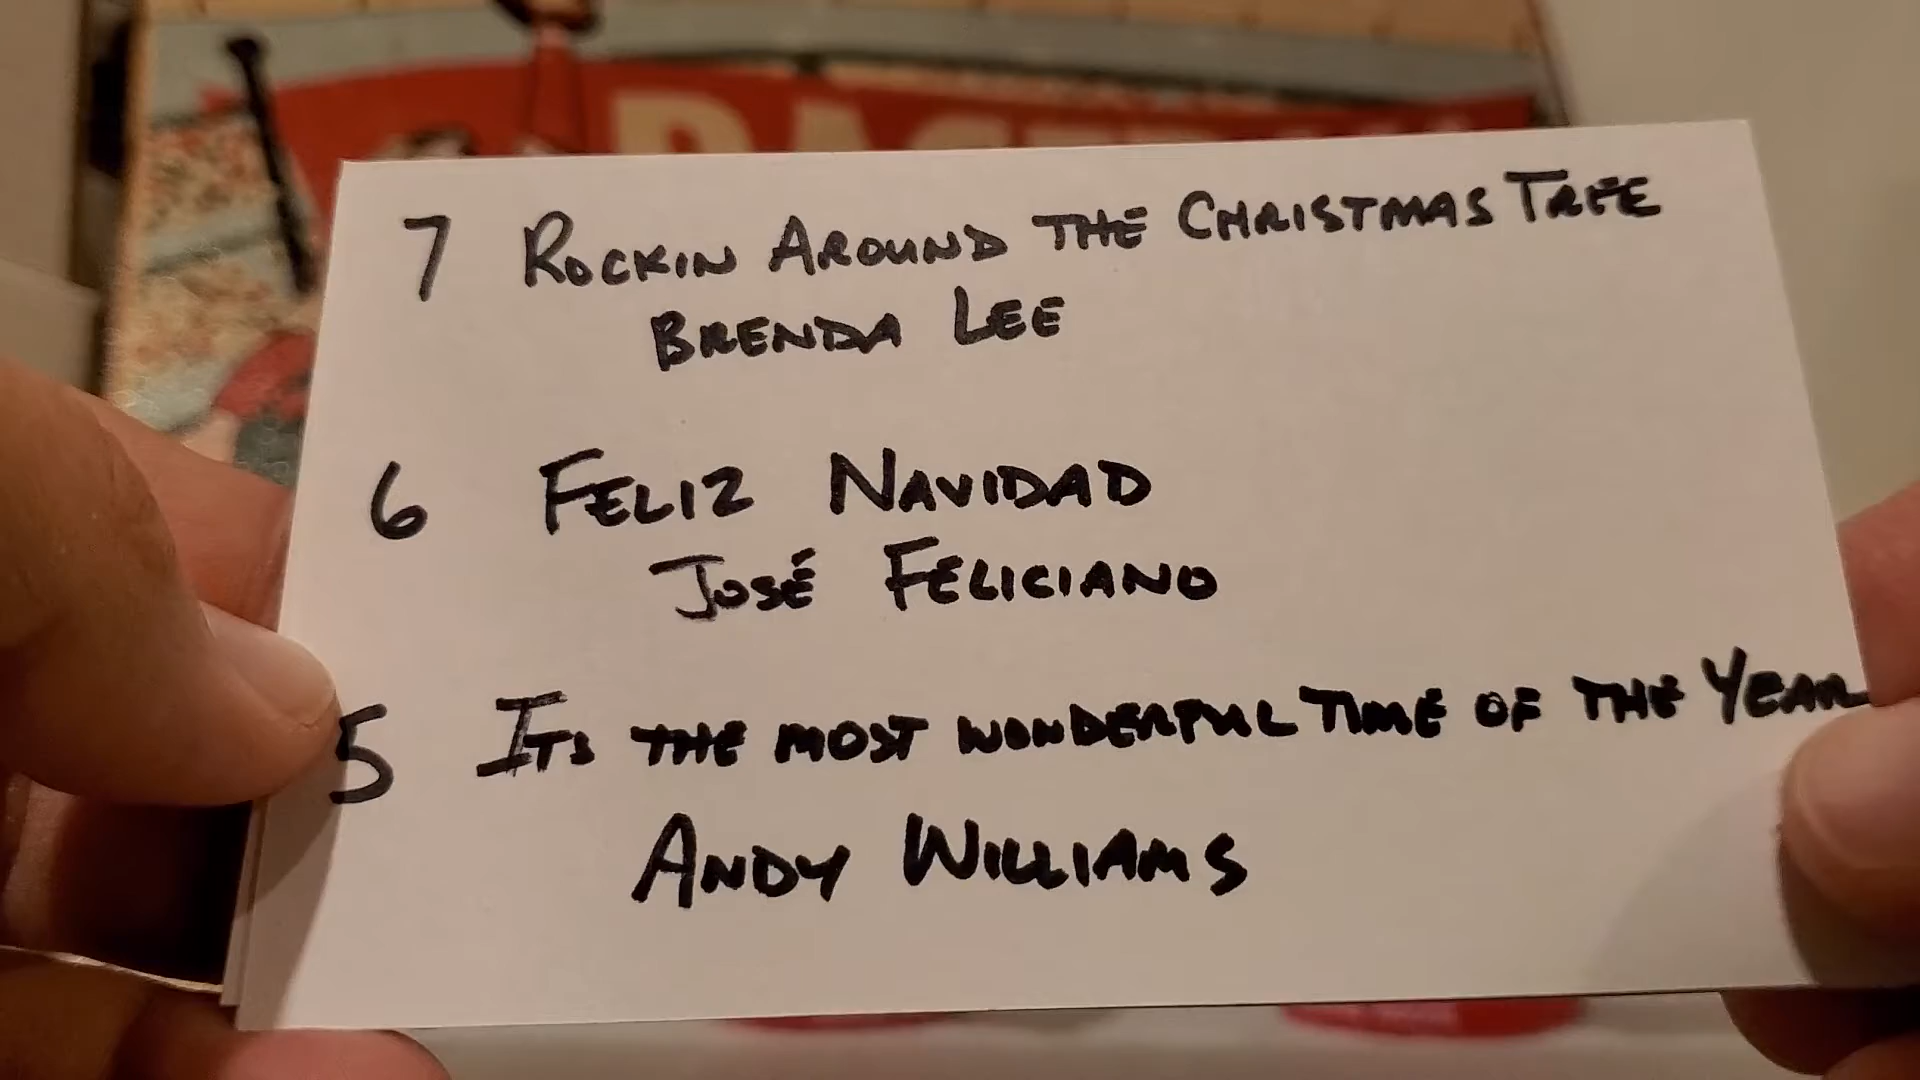 7 ROCKIN AROUND THE CHRISTMAS TREE
BRENDA LEE
6 FELIZ NAVIDAD
JOSÉ FELICIANO
5 ITS THE MOST WONDERFUL TIME OF THE YEAR
ANDY WILLIAMS